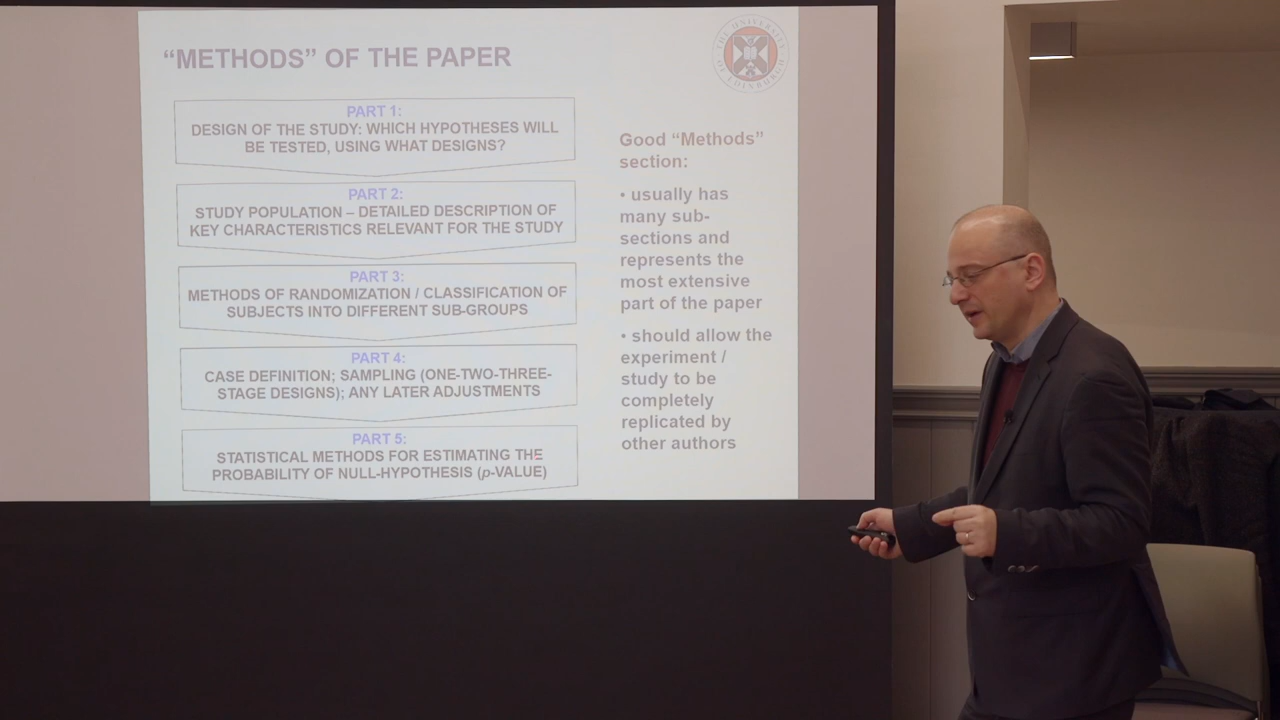 “METHODS” OF THE PAPER
THE UNIVERSITY
OF EDINBURGH
PART 1:
DESIGN OF THE STUDY: WHICH HYPOTHESES WILL
BE TESTED, USING WHAT DESIGNS?
PART 2:
STUDY POPULATION – DETAILED DESCRIPTION OF
KEY CHARACTERISTICS RELEVANT FOR THE STUDY
PART 3:
METHODS OF RANDOMIZATION / CLASSIFICATION OF
SUBJECTS INTO DIFFERENT SUB-GROUPS
PART 4:
CASE DEFINITION; SAMPLING (ONE-TWO-THREE-
STAGE DESIGNS); ANY LATER ADJUSTMENTS
PART 5:
STATISTICAL METHODS FOR ESTIMATING THE
PROBABILITY OF NULL-HYPOTHESIS (p-VALUE)
Good “Methods”
section:
• usually has
many sub-
sections and
represents the
most extensive
part of the paper
• should allow the
experiment /
study to be
completely
replicated by
other authors